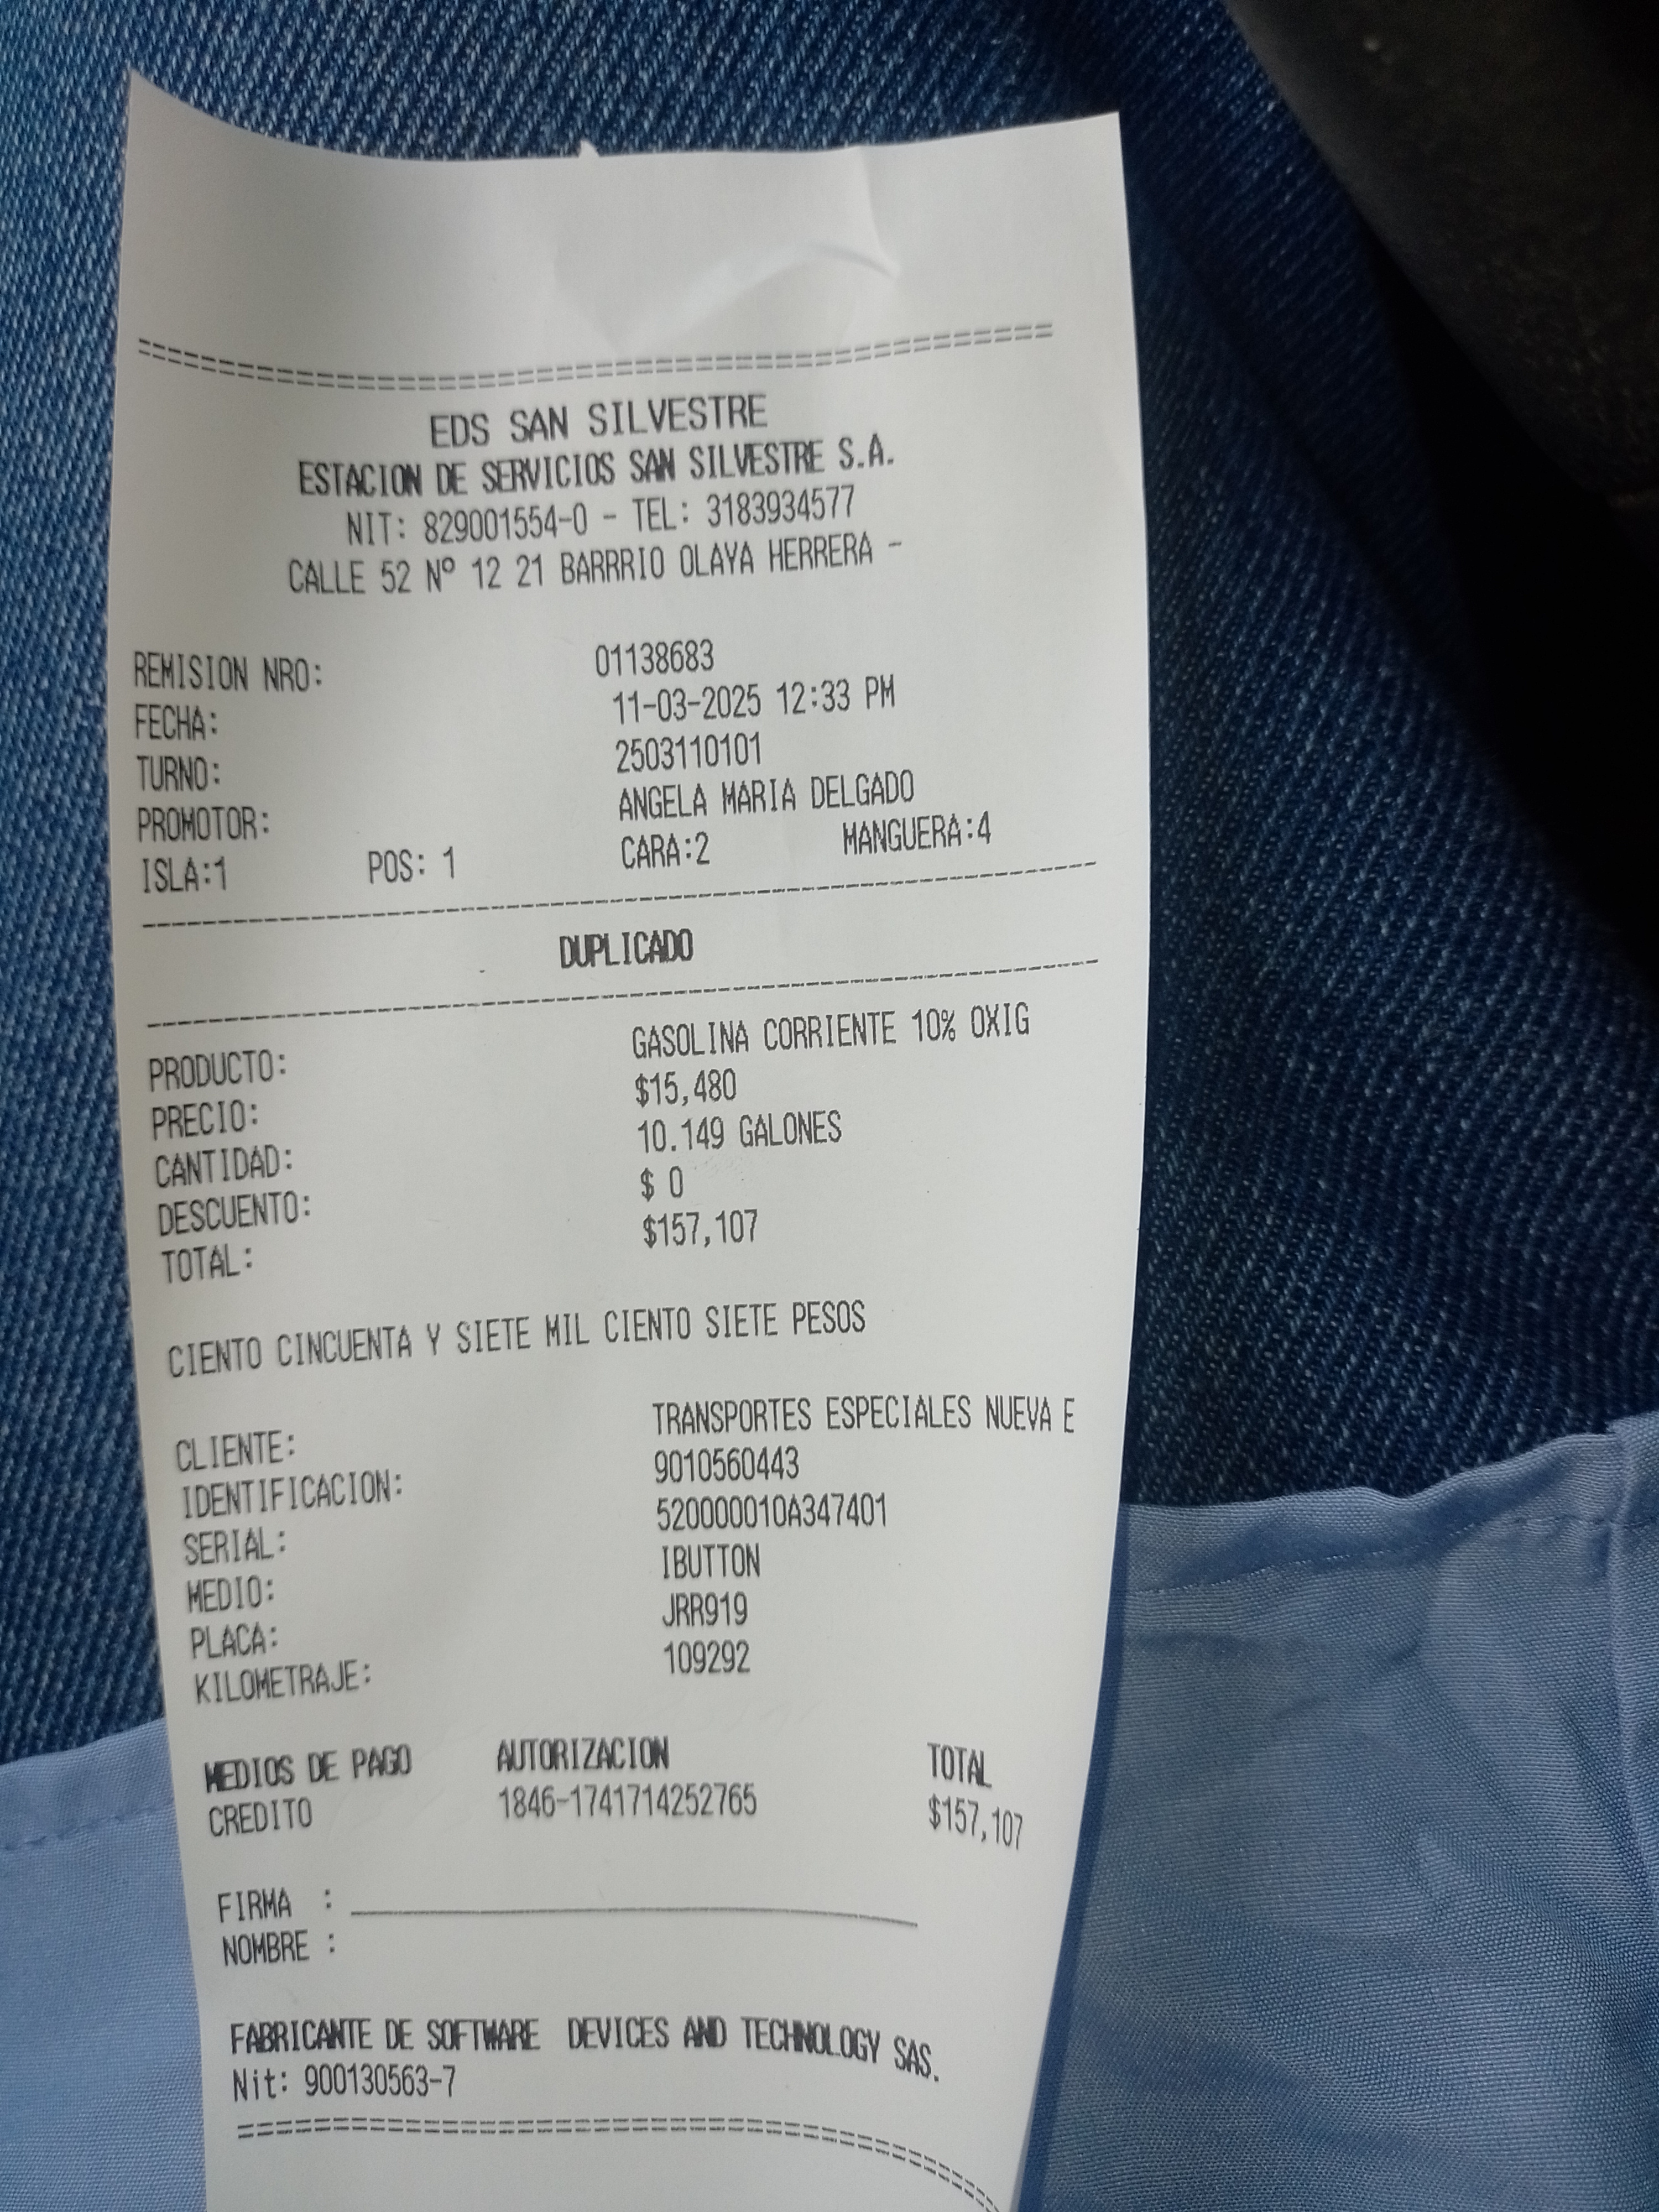 EDS SAN SILVESTRE
ESTACION DE SERVICIOS SAN SILVESTRE S.A.
NIT: 829001554-0 - TEL: 3183934577
CALLE 52 Nº 12 21 BARRRIO OLAYA HERRERA -
REMISION NRO: 01138683
FECHA: 11-03-2025 12:33 PM
TURNO: 2503110101
PROMOTOR: ANGELA MARIA DELGADO
ISLA:1 POS: 1 CARA:2 MANGUERA:4
DUPLICADO
PRODUCTO: GASOLINA CORRIENTE 10% OXIG
PRECIO: $15,480
CANTIDAD: 10.149 GALONES
DESCUENTO: $ 0
TOTAL: $157,107
CIENTO CINCUENTA Y SIETE MIL CIENTO SIETE PESOS
CLIENTE: TRANSPORTES ESPECIALES NUEVA E
IDENTIFICACION: 9010560443
SERIAL: 520000010A347401
MEDIO: IBUTTON
PLACA: JRR919
KILOMETRAJE: 109292
MEDIOS DE PAGO AUTORIZACION TOTAL
CREDITO 1846-1741714252765 $157,107
FIRMA :
NOMBRE :
FABRICANTE DE SOFTWARE DEVICES AND TECHNOLOGY SAS.
Nit: 900130563-7